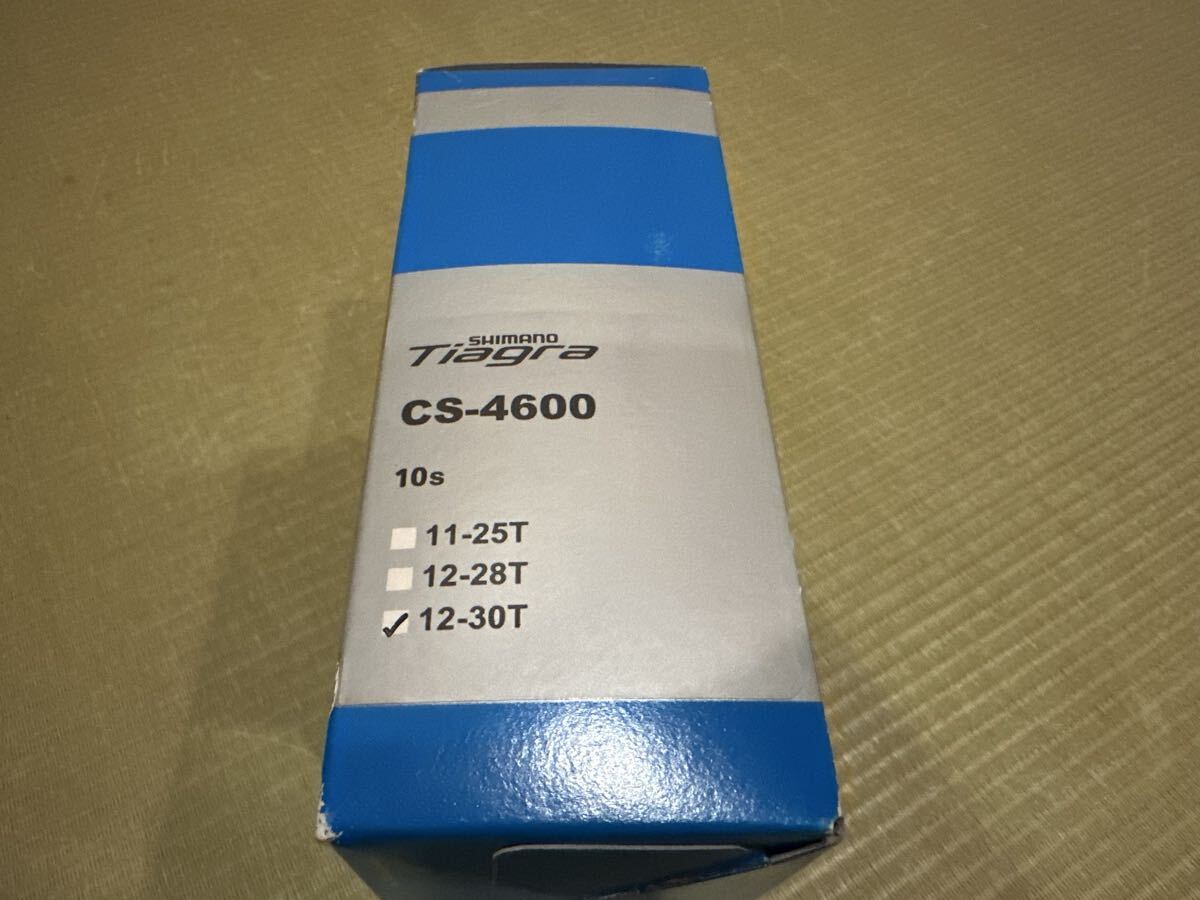 SHIMANO
Tiagra
CS-4600
10s
11-25T
12-28T
12-30T